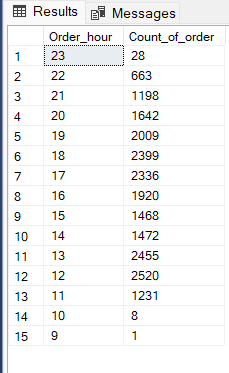 Results Messages
Order_hour Count_of_order
1 23 28
2 22 663
3 21 1198
4 20 1642
5 19 2009
6 18 2399
7 17 2336
8 16 1920
9 15 1468
10 14 1472
11 13 2455
12 12 2520
13 11 1231
14 10 8
15 9 1